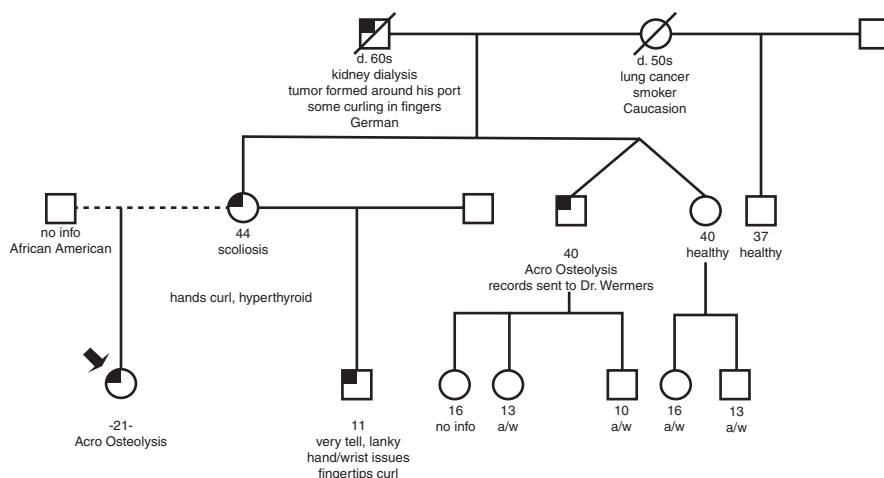 d. 60s
kidney dialysis
tumor formed around his port
some curling in fingers
German
d. 50s
lung cancer
smoker
Caucasion
no info
African American
44
scoliosis
hands curl, hyperthyroid
40
Acro Osteolysis
records sent to Dr. Wermers
40
healthy
37
healthy
-21-
Acro Osteolysis
11
very tell, lanky
hand/wrist issues
fingertips curl
16
no info
13
a/w
10
a/w
16
a/w
13
a/w